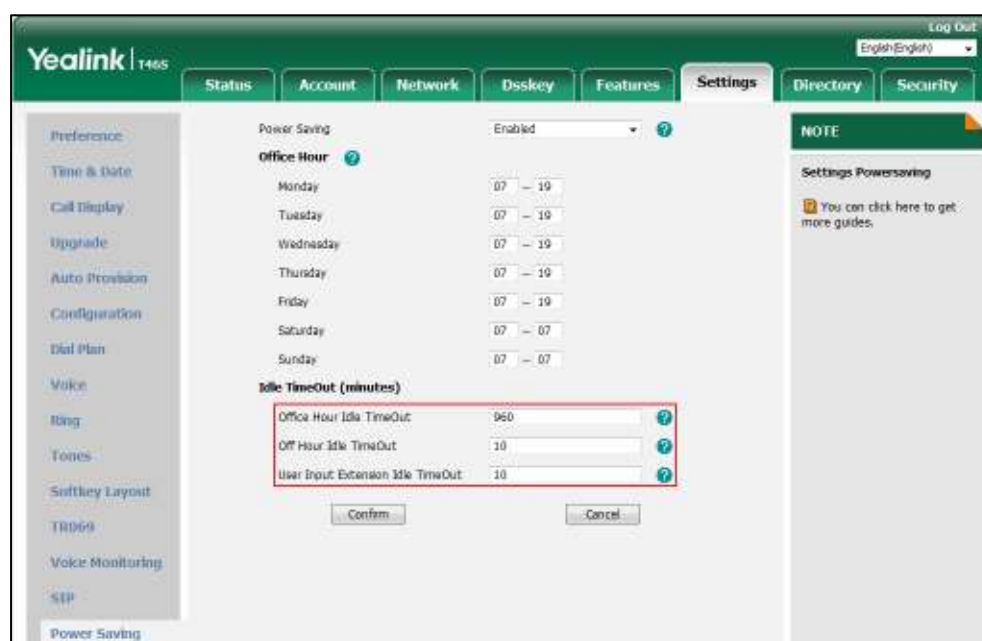 Log Out
Yealink | T46S
English(English)
Status Account Network Dsskey Features Settings Directory Security
Preference
Time & Date
Call Display
Upgrade
Auto Provision
Configuration
Dial Plan
Voice
Ring
Tones
Softkey Layout
TR069
Voice Monitoring
SIP
Power Saving
Power Saving Enabled
Office Hour
Monday 07 – 19
Tuesday 07 – 19
Wednesday 07 – 19
Thursday 07 – 19
Friday 07 – 19
Saturday 07 – 07
Sunday 07 – 07
Idle TimeOut (minutes)
Office Hour Idle TimeOut 960
Off Hour Idle TimeOut 10
User Input Extension Idle TimeOut 10
Confirm Cancel
NOTE
Settings Powersaving
You can click here to get
more guides.